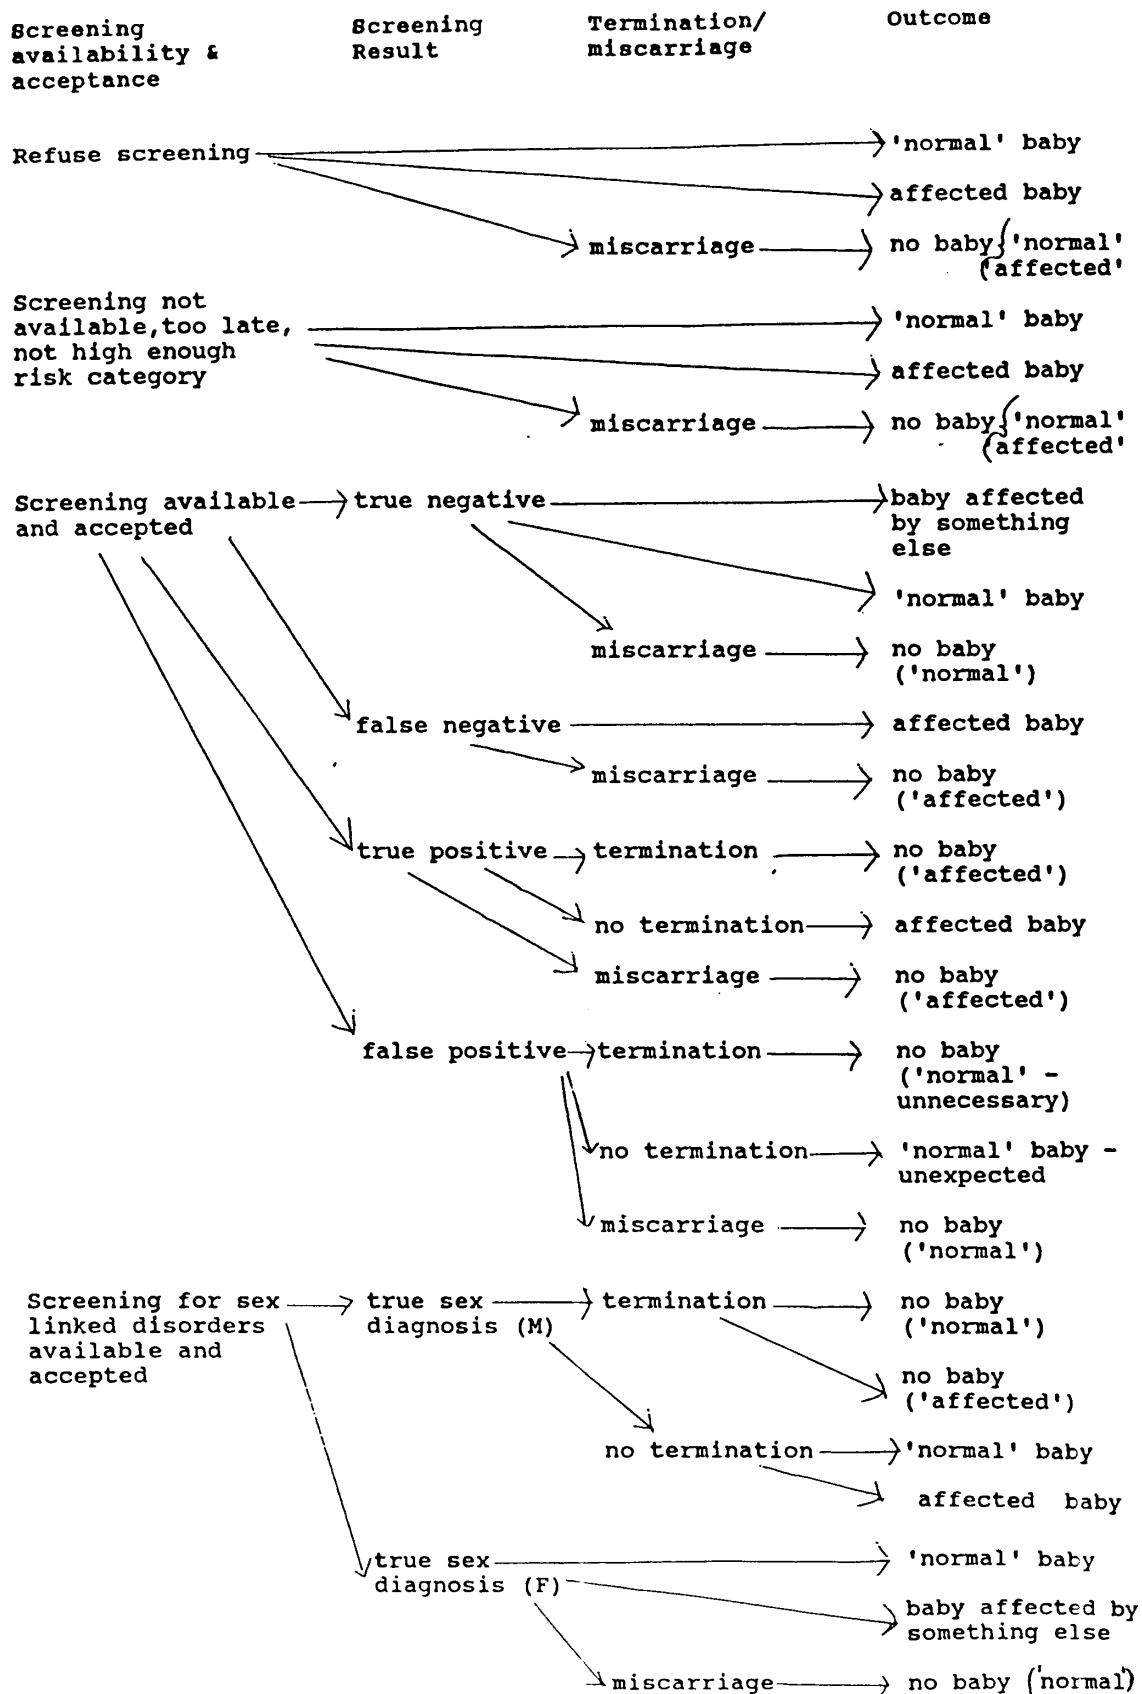 Screening
availability &
acceptance
Screening
Result
Termination/
miscarriage
Outcome
Refuse screening
'normal' baby
affected baby
miscarriage
no baby {'normal'
('affected'
Screening not
available,too late,
not high enough
risk category
'normal' baby
affected baby
miscarriage
no baby {'normal'
('affected'
Screening available
and accepted
true negative
baby affected
by something
else
'normal' baby
miscarriage
no baby
('normal')
false negative
affected baby
miscarriage
no baby
('affected')
true positive
termination
no baby
('affected')
no termination
affected baby
miscarriage
no baby
('affected')
false positive
termination
no baby
('normal' -
unnecessary)
no termination
'normal' baby -
unexpected
miscarriage
no baby
('normal')
Screening for sex
linked disorders
available and
accepted
true sex
diagnosis (M)
termination
no baby
('normal')
no baby
('affected')
no termination
'normal' baby
affected baby
true sex
diagnosis (F)
'normal' baby
baby affected by
something else
miscarriage
no baby ('normal')